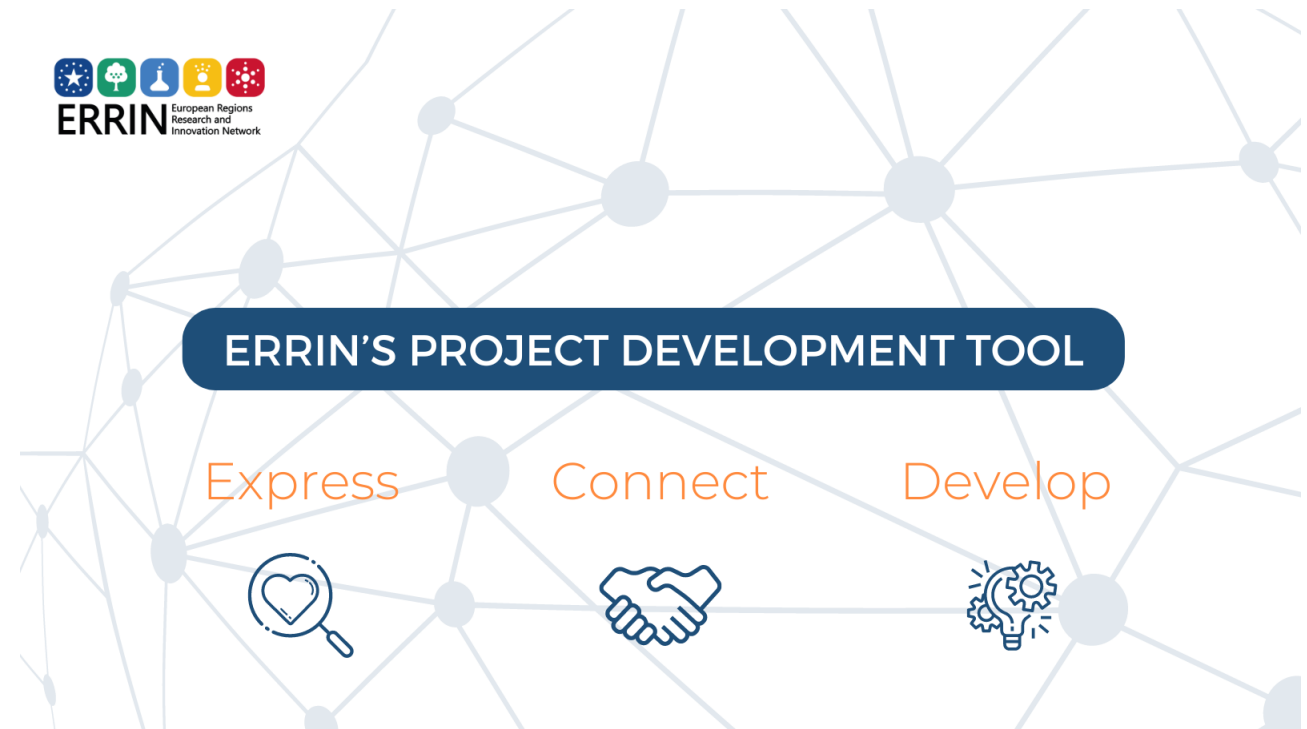 ERRIN
European Regions
Research and
Innovation Network
ERRIN'S PROJECT DEVELOPMENT TOOL
Express
Connect
Develop